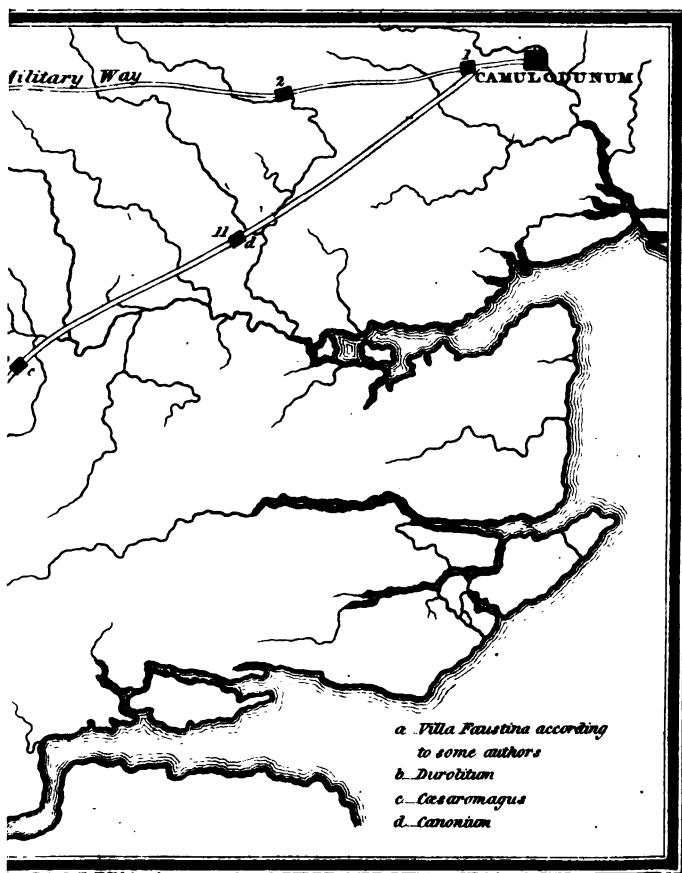 1
2
Military Way
CAMULODUNUM
11
d
c
a Villa Faustina according
to some authors
b Durolitum
c Cæsaromagus
d Canonium